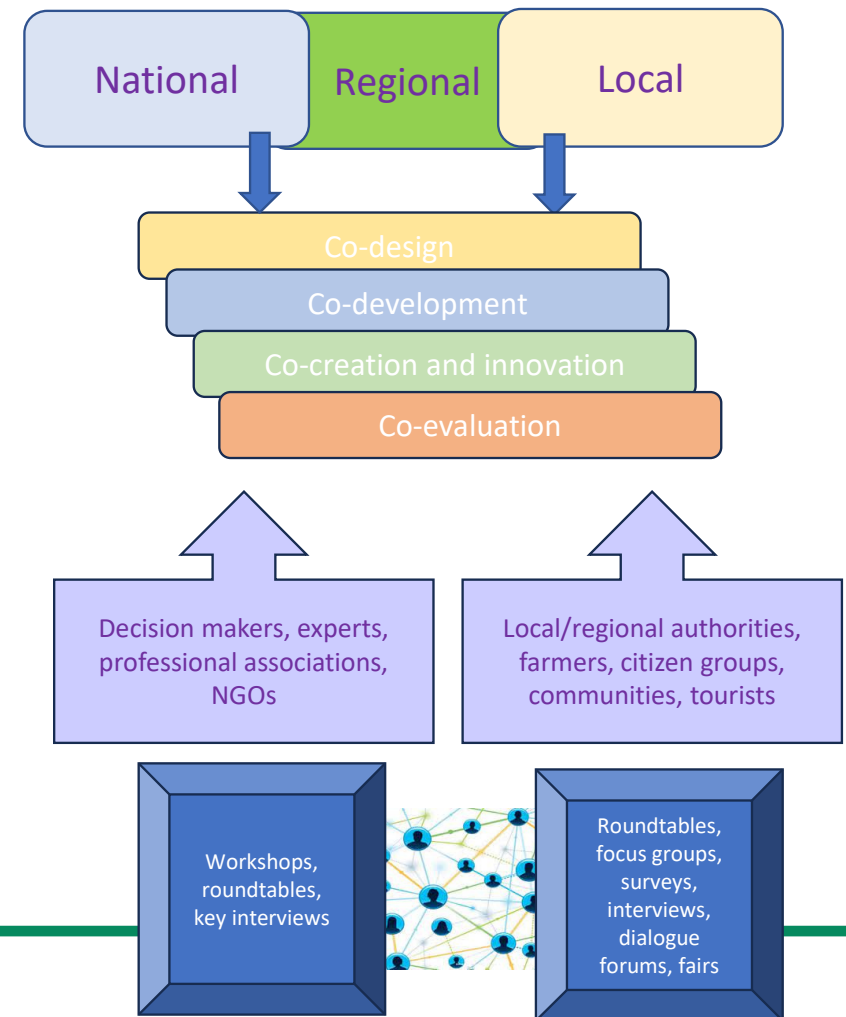 National
Regional
Local
Co-design
Co-development
Co-creation and innovation
Co-evaluation
Decision makers, experts,
professional associations,
NGOs
Local/regional authorities,
farmers, citizen groups,
communities, tourists
Workshops,
roundtables,
key interviews
Roundtables,
focus groups,
surveys,
interviews,
dialogue
forums, fairs